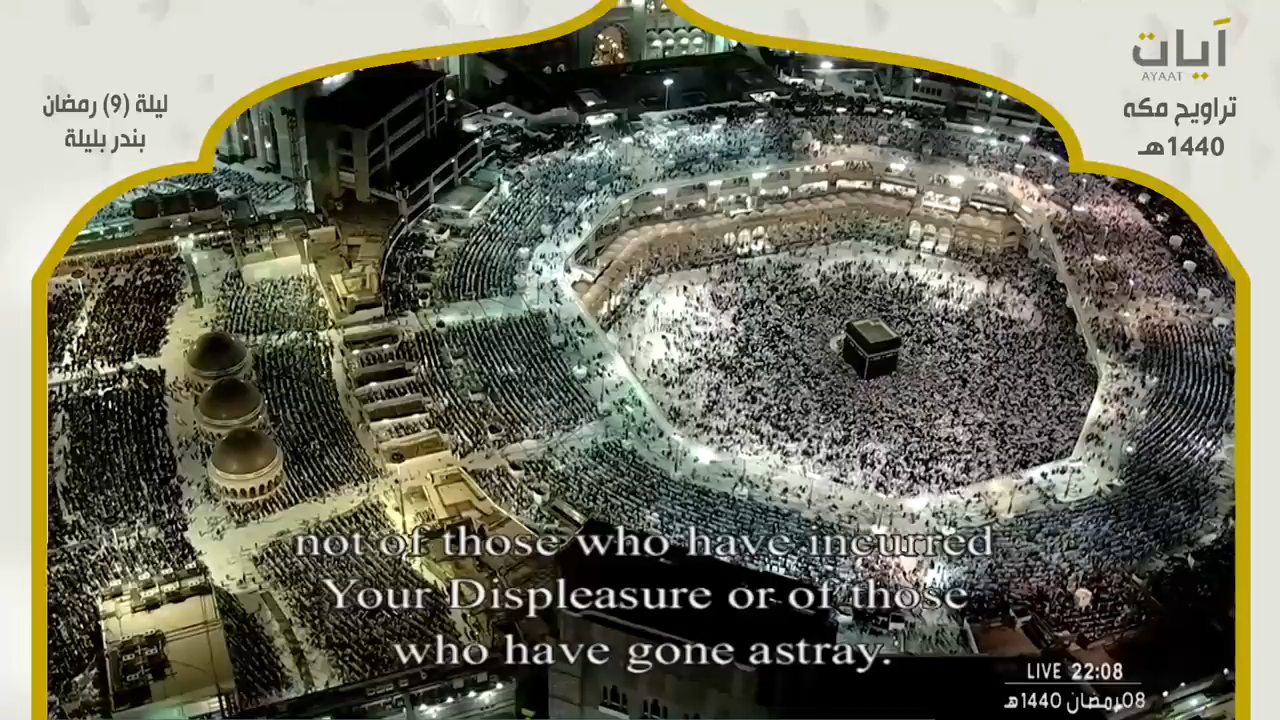 آيات
AYAAT
تراويح مكه
1440هـ
ليلة (9) رمضان
بندر بليلة
not of those who have incurred
Your Displeasure or of those
who have gone astray.
LIVE 22:08
08رمضان 1440هـ